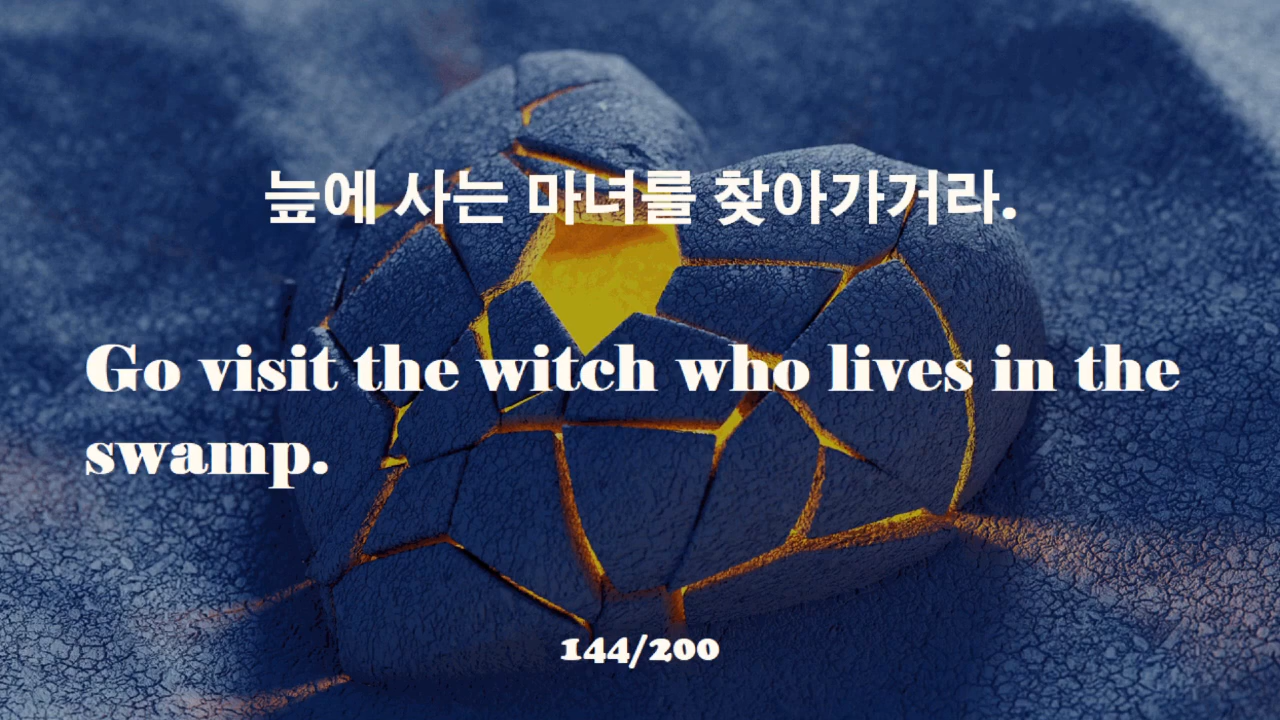 늪에 사는 마녀를 찾아가거라.
Go visit the witch who lives in the
swamp.
144/200